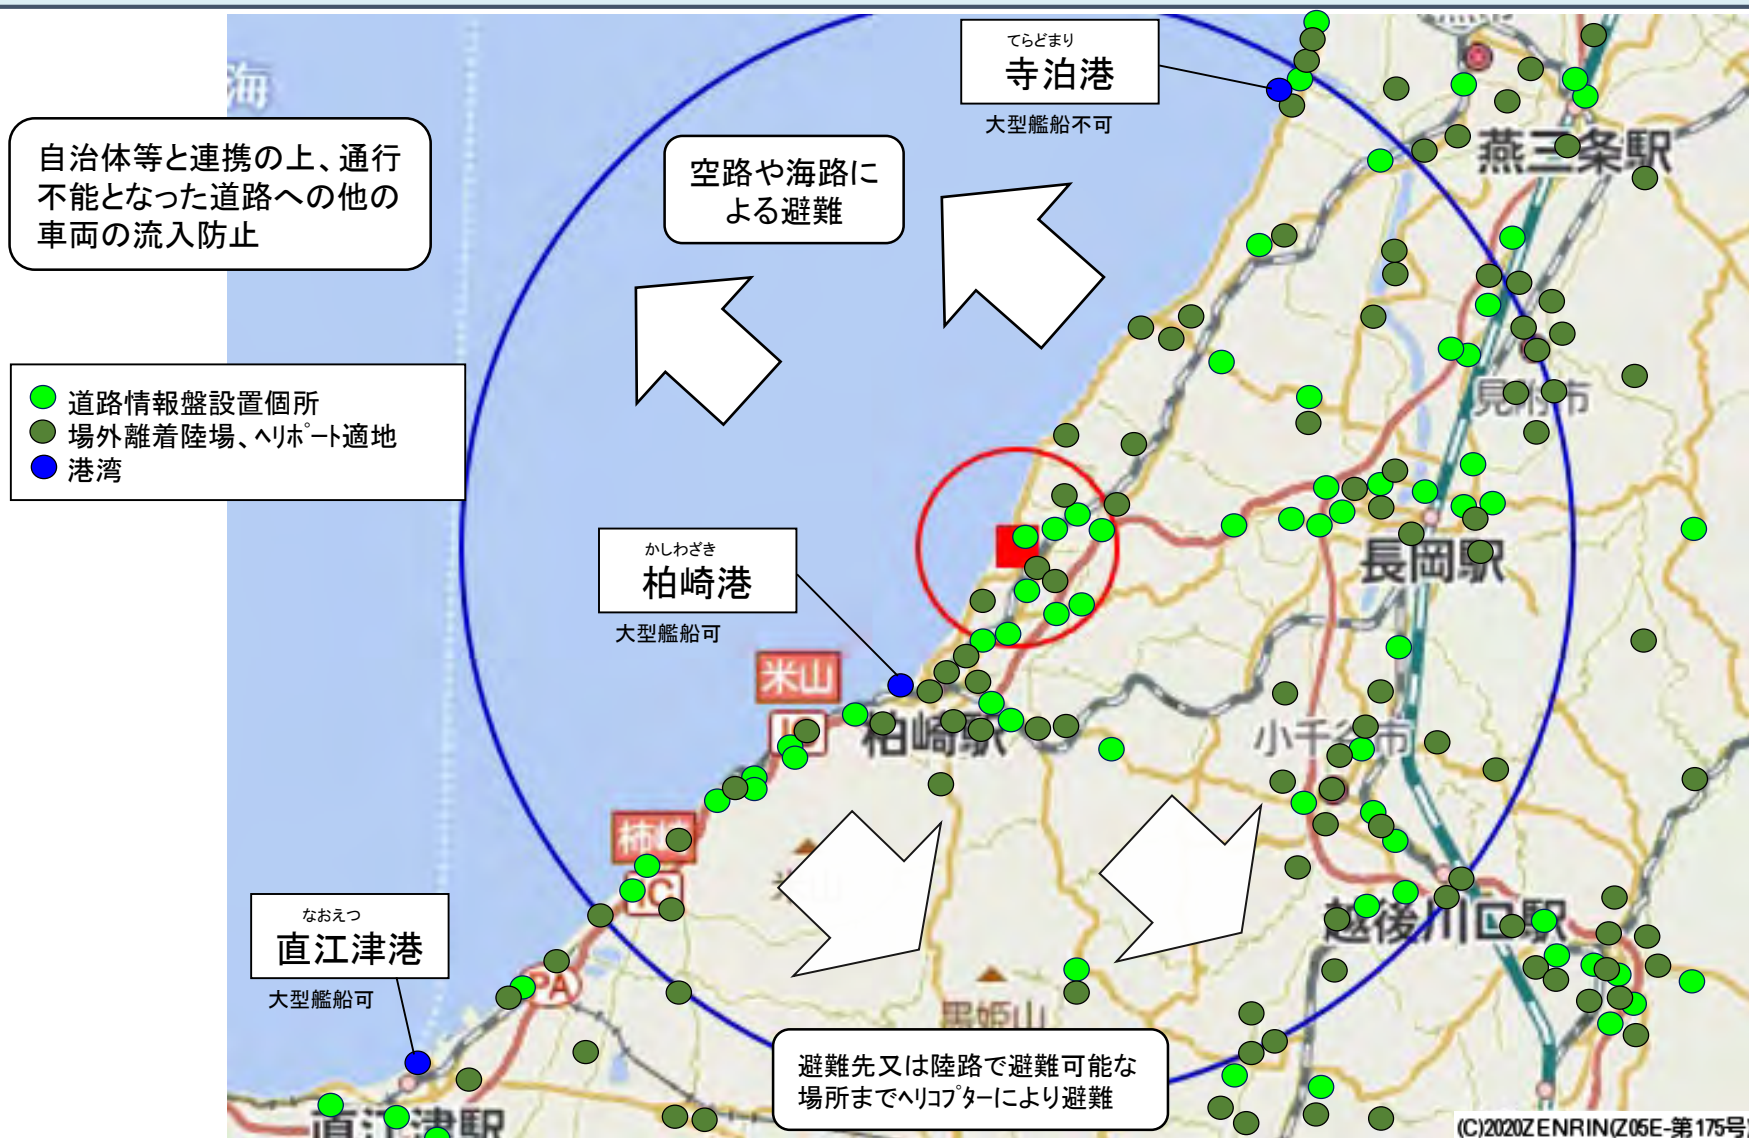 海
てらどまり
寺泊港
大型艦船不可
燕三条駅
自治体等と連携の上、通行
不能となった道路への他の
車両の流入防止
空路や海路に
よる避難
道路情報盤設置個所
場外離着陸場、ヘリポート適地
港湾
見附市
かしわざき
柏崎港
大型艦船可
長岡駅
米山
柏崎駅
小千谷市
柿崎
IC
米山
なおえつ
直江津港
大型艦船可
越後川口駅
PA
黒姫山
避難先又は陸路で避難可能な
場所までヘリコプターにより避難
直江津駅
(C)2020ZENRIN(Z05E-第175号)